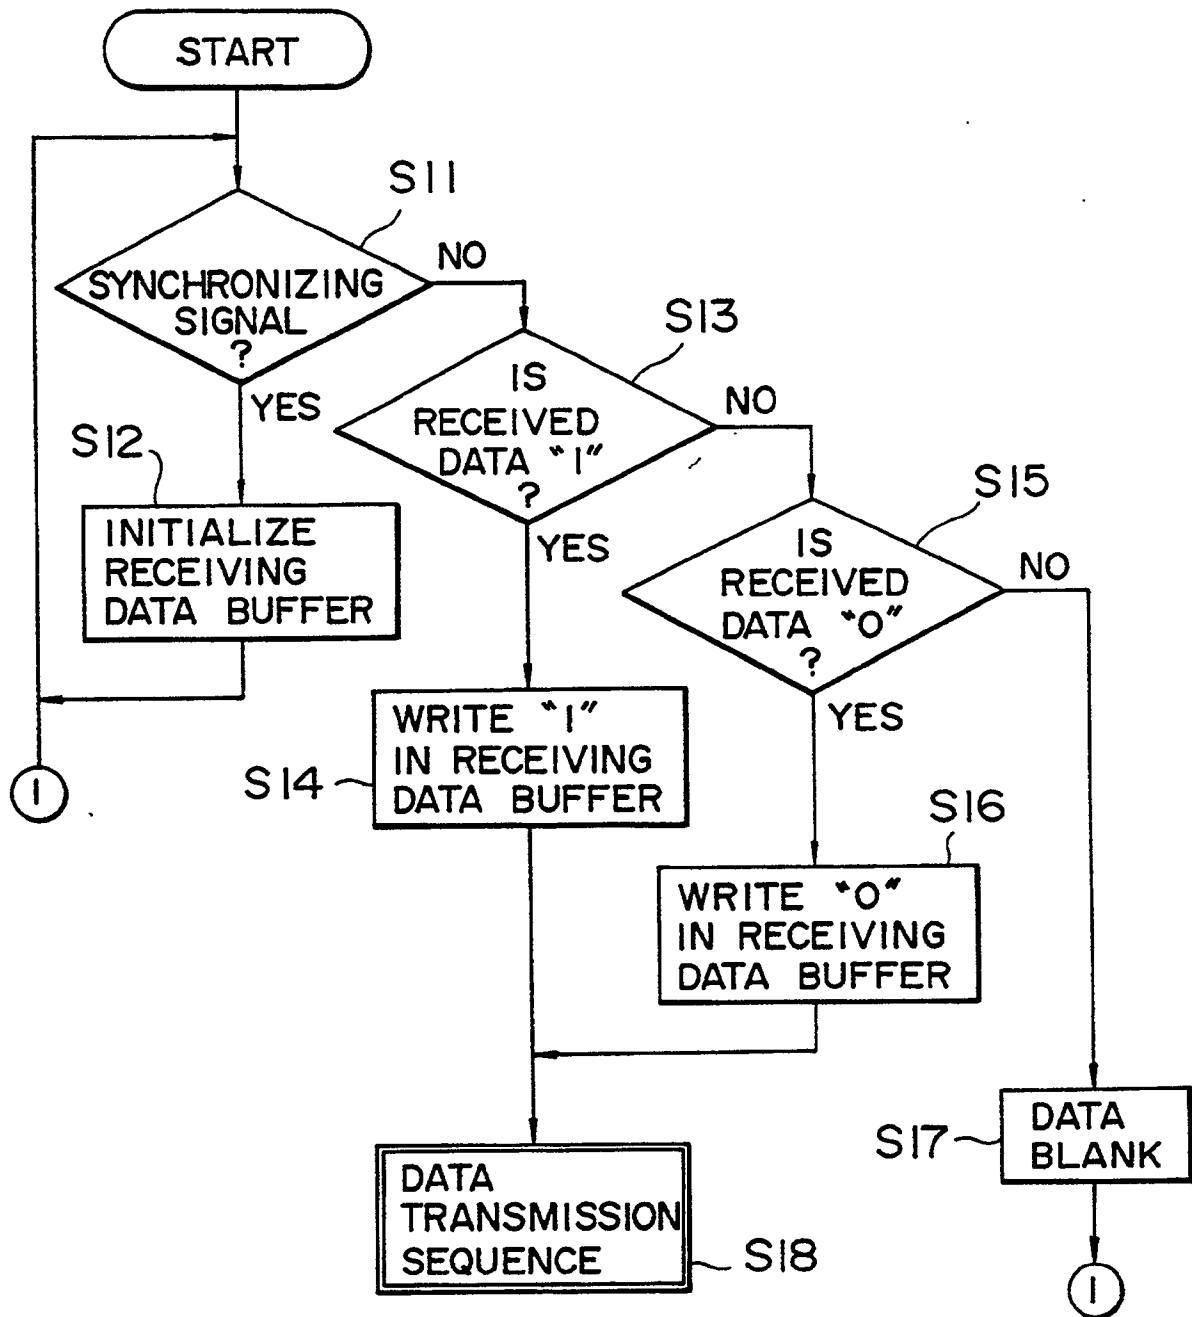 START
S11
SYNCHRONIZING
SIGNAL
?
NO
YES
S12
INITIALIZE
RECEIVING
DATA BUFFER
1
S13
IS
RECEIVED
DATA "1"
?
NO
YES
S14
WRITE "1"
IN RECEIVING
DATA BUFFER
S15
IS
RECEIVED
DATA "0"
?
NO
YES
S16
WRITE "0"
IN RECEIVING
DATA BUFFER
S17
DATA
BLANK
1
DATA
TRANSMISSION
SEQUENCE
S18